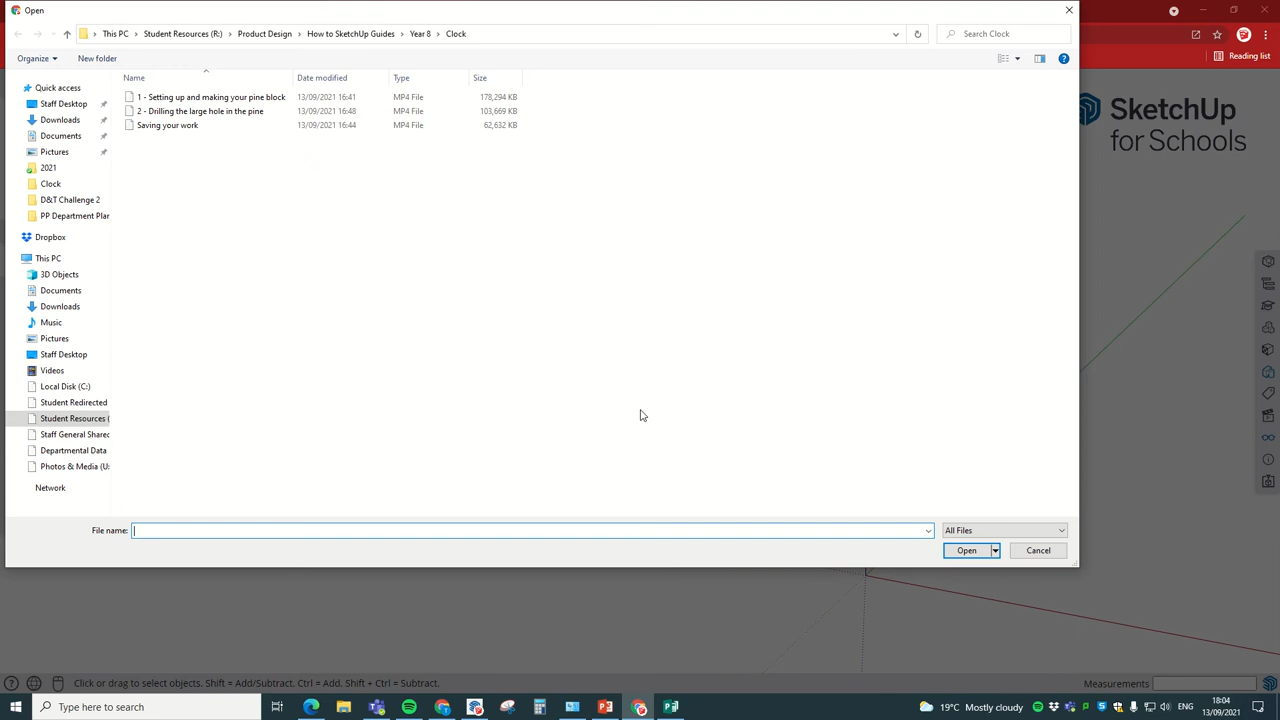 Open
This PC
Student Resources (R:)
Product Design
How to SketchUp Guides
Year 8
Clock
Search Clock
Organize
New folder
Reading list
Name
Date modified
Type
Size
1 - Setting up and making your pine block
13/09/2021 16:41
MP4 File
178,294 KB
2 - Drilling the large hole in the pine
13/09/2021 16:48
MP4 File
103,669 KB
Saving your work
13/09/2021 16:44
MP4 File
62,632 KB
Quick access
Staff Desktop
Downloads
Documents
Pictures
2021
Clock
D&T Challenge 2
PP Department Plar
Dropbox
This PC
3D Objects
Documents
Downloads
Music
Pictures
Staff Desktop
Videos
Local Disk (C:)
Student Redirected
Student Resources (
Staff General Shared
Departmental Data
Photos & Media (U:
Network
SketchUp
for Schools
File name:
All Files
Open
Cancel
Click or drag to select objects. Shift = Add/Subtract. Ctrl = Add. Shift + Ctrl = Subtract.
Measurements
Type here to search
19°C Mostly cloudy
ENG
18:04
13/09/2021